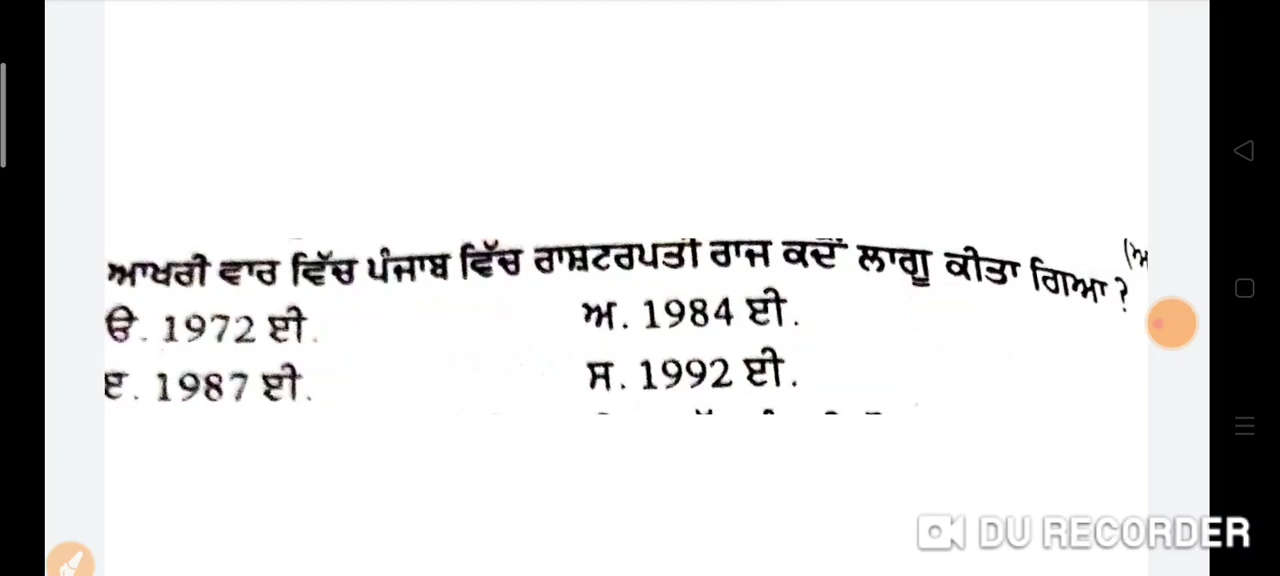 ਆਖਰੀ ਵਾਰ ਵਿੱਚ ਪੰਜਾਬ ਵਿੱਚ ਰਾਸ਼ਟਰਪਤੀ ਰਾਜ ਕਦੋਂ ਲਾਗੂ ਕੀਤਾ ਗਿਆ ?
ੳ. 1972 ਈ. ਅ. 1984 ਈ.
ੲ. 1987 ਈ. ਸ. 1992 ਈ.
DU RECORDER